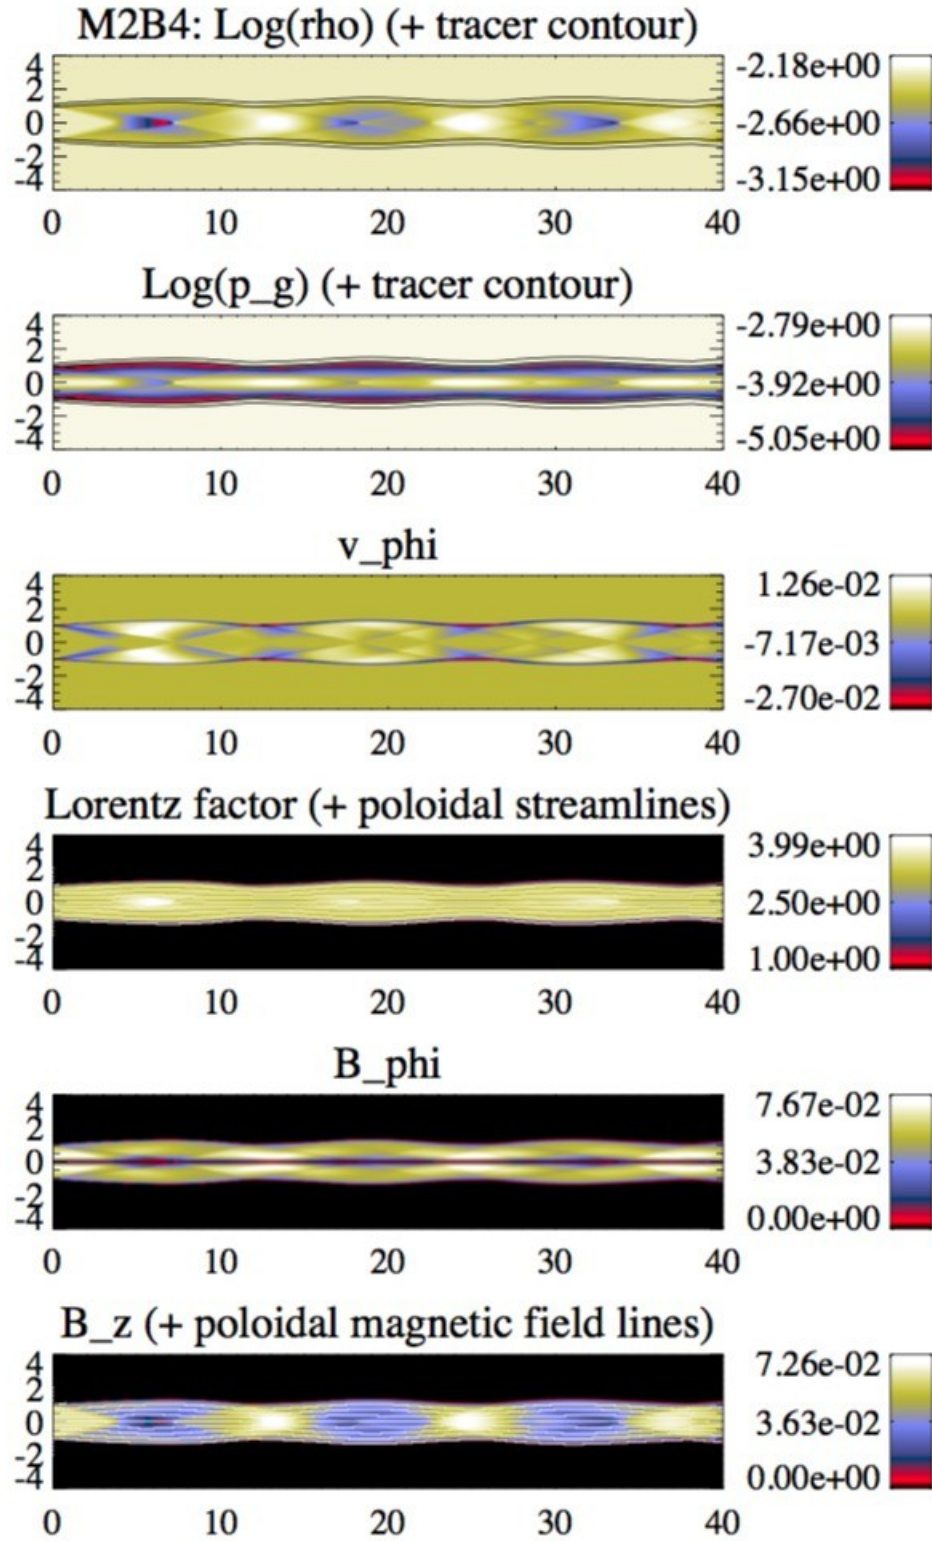 M2B4: Log(rho) (+ tracer contour)
4
2
0
-2
-4
0 10 20 30 40
-2.18e+00
-2.66e+00
-3.15e+00
Log(p_g) (+ tracer contour)
4
2
0
-2
-4
0 10 20 30 40
-2.79e+00
-3.92e+00
-5.05e+00
v_phi
4
2
0
-2
-4
0 10 20 30 40
1.26e-02
-7.17e-03
-2.70e-02
Lorentz factor (+ poloidal streamlines)
4
2
0
-2
-4
0 10 20 30 40
3.99e+00
2.50e+00
1.00e+00
B_phi
4
2
0
-2
-4
0 10 20 30 40
7.67e-02
3.83e-02
0.00e+00
B_z (+ poloidal magnetic field lines)
4
2
0
-2
-4
0 10 20 30 40
7.26e-02
3.63e-02
0.00e+00